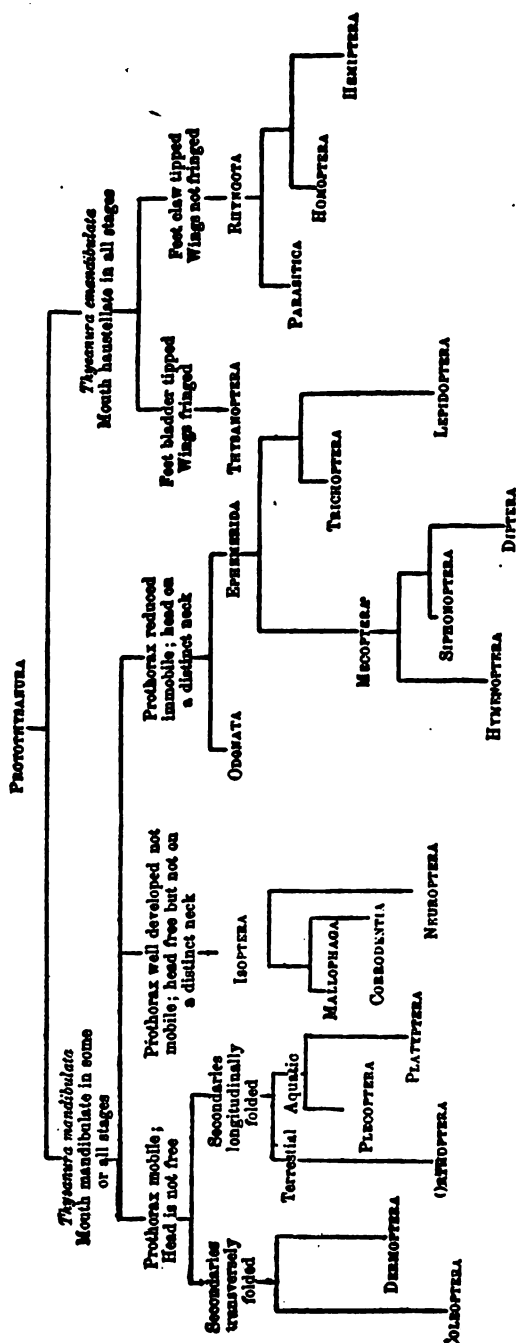 PROTOTHYSANURA
Thysanura mandibulata
Mouth mandibulate in some
or all stages
Thysanura emandibulata
Mouth haustellate in all stages
Prothorax mobile;
Head is not free
Prothorax well developed not
mobile; head free but not on
a distinct neck
Prothorax reduced
immobile; head on
a distinct neck
Feet bladder tipped
Wings fringed
Feet claw tipped
Wings not fringed
Secondaries
transversely
folded
Secondaries
longitudinally
folded
ISOPTERA
ODONATA
EPHEMERIDA
THYSANOPTERA
RHYNGOTA
Terrestial
Aquatic
MALLOPHAGA
CORRODENTIA
NEUROPTERA
MECOPTERA
TRICHOPTERA
LEPIDOPTERA
PARASITICA
HOMOPTERA
HEMIPTERA
PLECOPTERA
PLATYPTERA
HYMENOPTERA
SIPHONOPTERA
DIPTERA
COLEOPTERA
DERMOPTERA
ORTHOPTERA